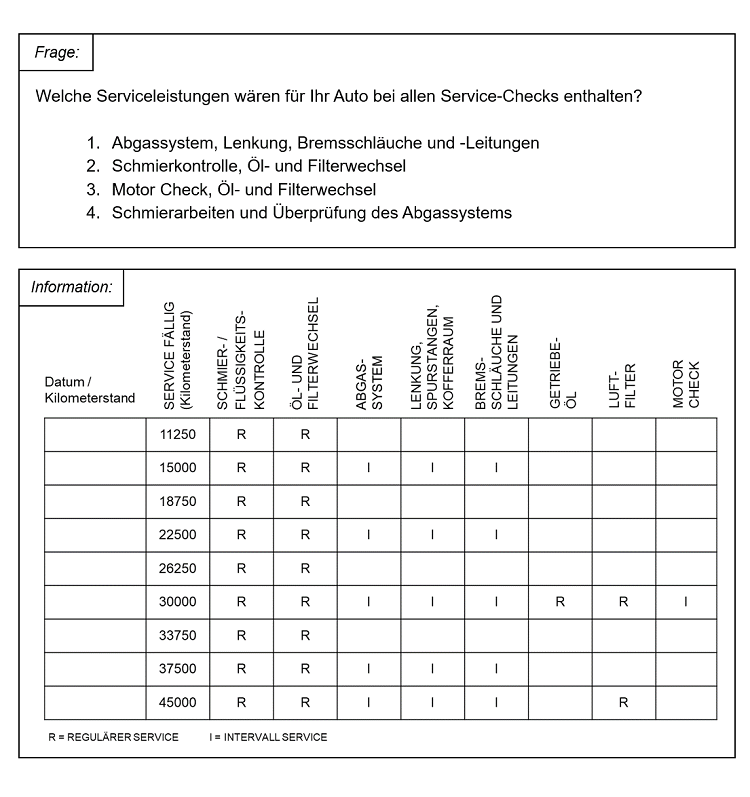 Frage:
Welche Serviceleistungen wären für Ihr Auto bei allen Service-Checks enthalten?
1. Abgassystem, Lenkung, Bremsschläuche und -Leitungen
2. Schmierkontrolle, Öl- und Filterwechsel
3. Motor Check, Öl- und Filterwechsel
4. Schmierarbeiten und Überprüfung des Abgassystems
Information:
Datum /
Kilometerstand
SERVICE FÄLLIG
(Kilometerstand)
SCHMIER- /
FLÜSSIGKEITS-
KONTROLLE
ÖL- UND
FILTERWECHSEL
ABGAS-
SYSTEM
LENKUNG,
SPURSTANGEN,
KOFFERRAUM
BREMS-
SCHLÄUCHE UND
LEITUNGEN
GETRIEBE-
ÖL
LUFT-
FILTER
MOTOR
CHECK
11250 R R
15000 R R I I I
18750 R R
22500 R R I I I
26250 R R
30000 R R I I I R R I
33750 R R
37500 R R I I I
45000 R R I I I R
R = REGULÄRER SERVICE I = INTERVALL SERVICE